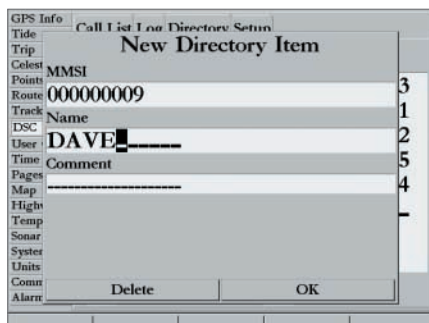 GPS Info
Call List Log Directory Setup
Tide
Trip
Celest
Points
Route
Track
DSC
User
Time
Pages
Map
High
Temp
Sonar
System
Units
Comm
Alarm
New Directory Item
MMSI
000000009
Name
DAVE
Comment
Delete
OK
3
1
2
5
4